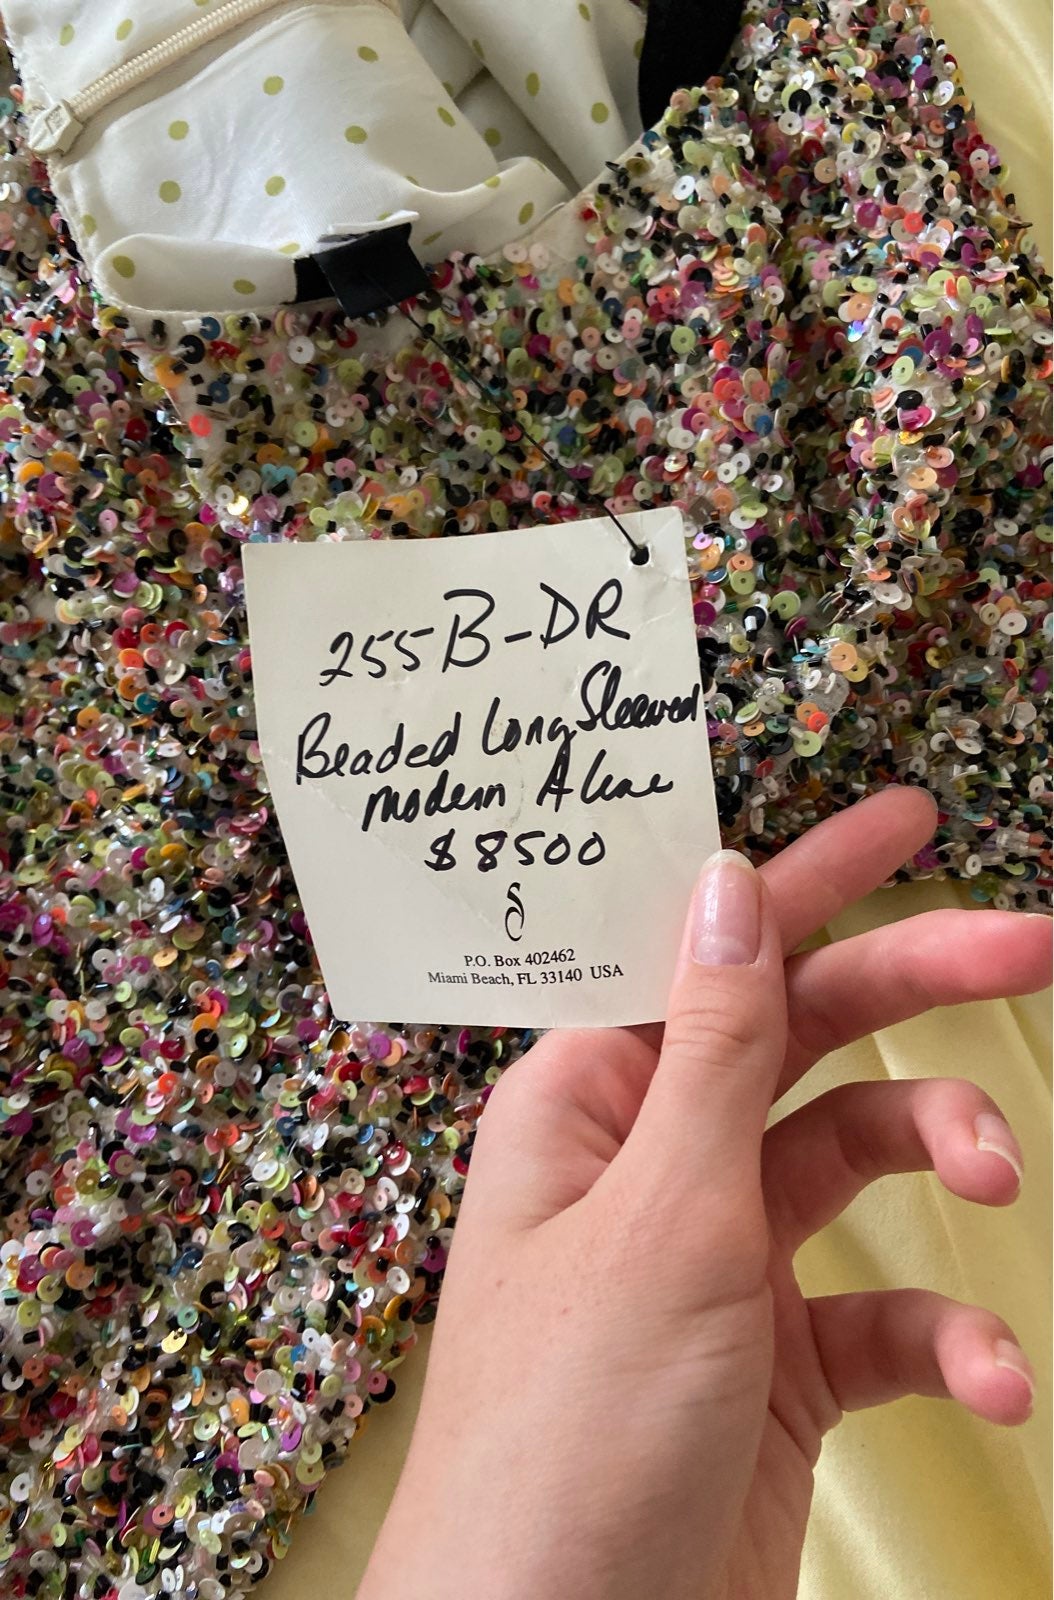 255B-DR
Beaded Long Sleeved
Modern A line
$8500
P.O. Box 402462
Miami Beach, FL 33140 USA